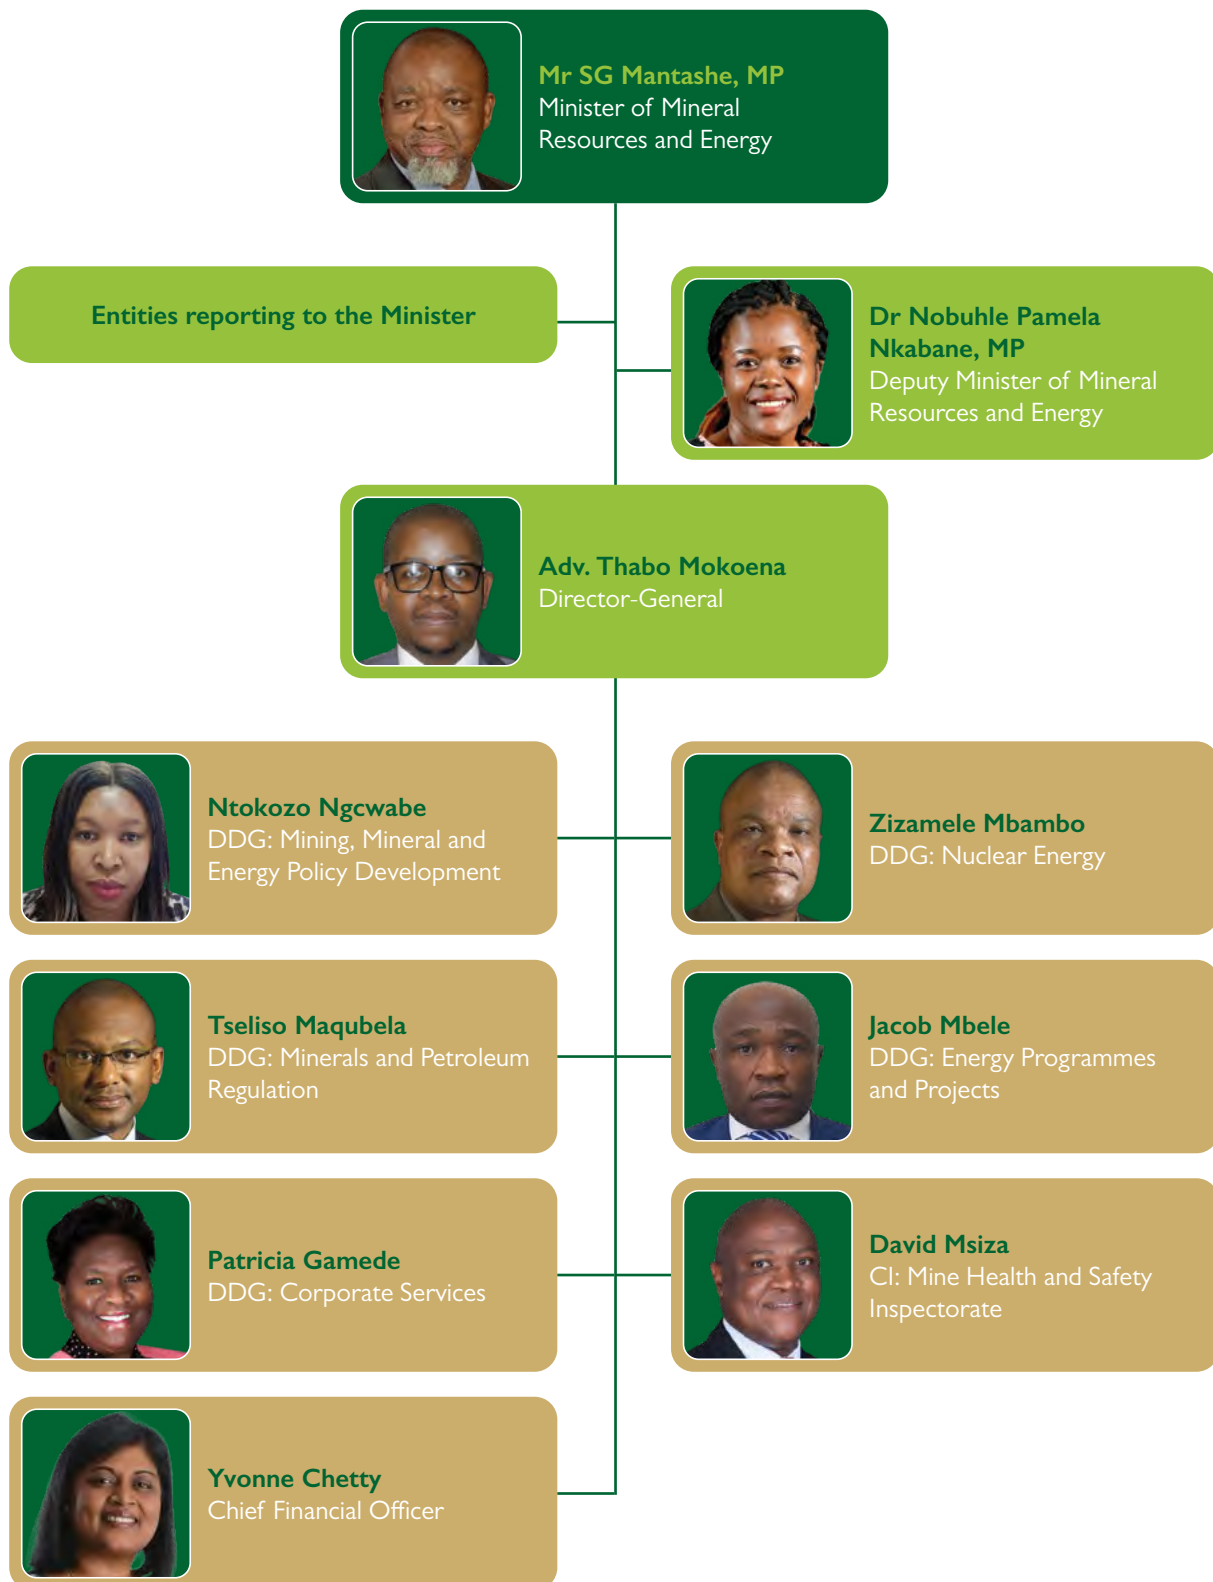 Mr SG Mantashe, MP
Minister of Mineral
Resources and Energy
Entities reporting to the Minister
Dr Nobuhle Pamela
Nkabane, MP
Deputy Minister of Mineral
Resources and Energy
Adv. Thabo Mokoena
Director-General
Ntokozo Ngcwabe
DDG: Mining, Mineral and
Energy Policy Development
Zizamele Mbambo
DDG: Nuclear Energy
Tseliso Maqubela
DDG: Minerals and Petroleum
Regulation
Jacob Mbele
DDG: Energy Programmes
and Projects
Patricia Gamede
DDG: Corporate Services
David Msiza
CI: Mine Health and Safety
Inspectorate
Yvonne Chetty
Chief Financial Officer